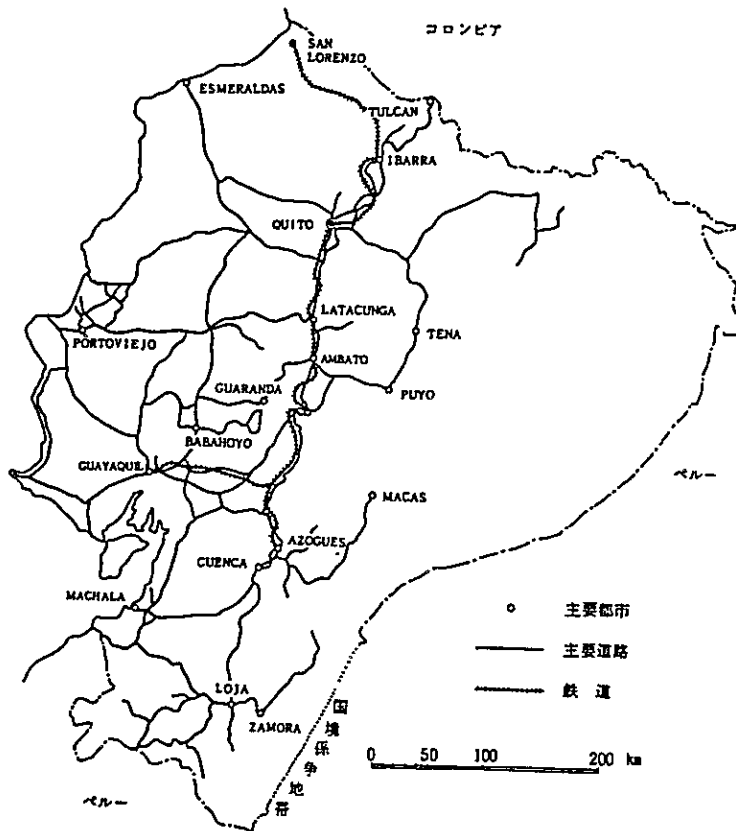 コロンビア
SAN
LORENZO
ESMERALDAS
TULCAN
IBARRA
QUITO
LATACUNGA
PORTOVIEJO
TENA
AMBATO
GUARANDA
PUYO
BABAHOYO
GUAYAQUIL
ペルー
MACAS
AZOGUES
CUENCA
MACHALA
主要都市
主要道路
LOJA
鉄道
ZAMORA
国境係争地帯
0 50 100 200 km
ペルー